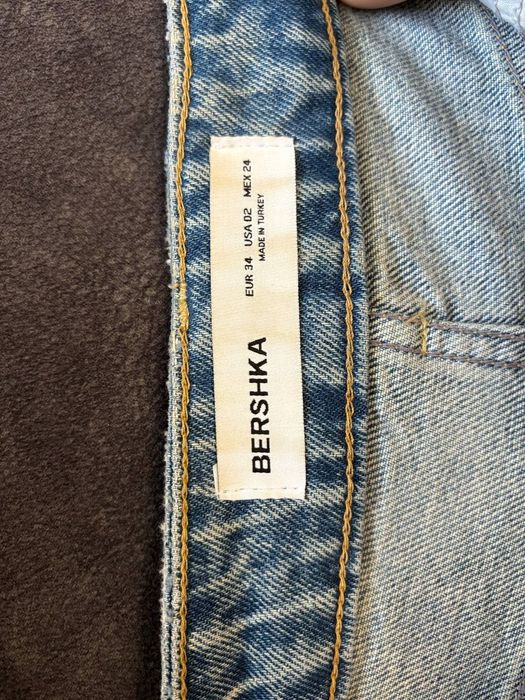 BERSHKA
EUR 34 USA 02 MEX 24
MADE IN TURKEY